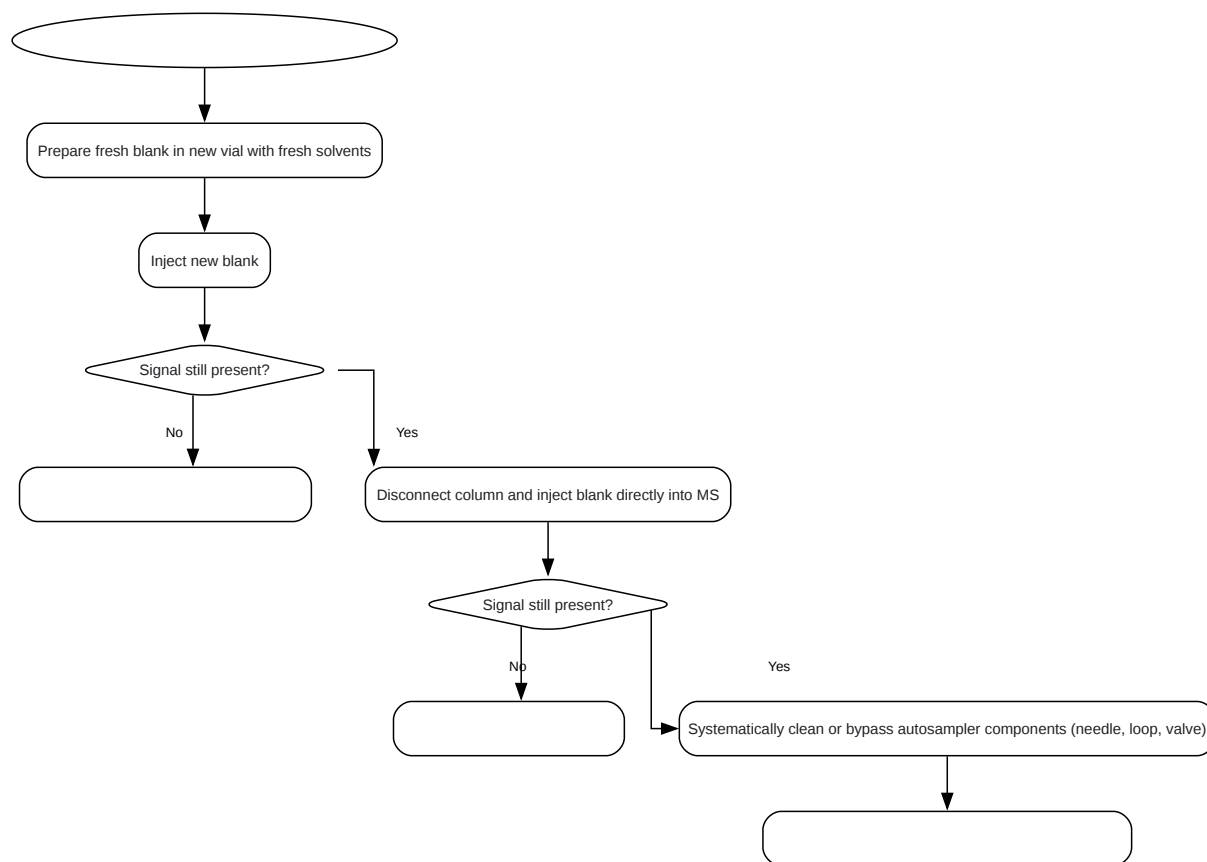 Prepare fresh blank in new vial with fresh solvents
Inject new blank
Signal still present?
No
Yes
Disconnect column and inject blank directly into MS
Signal still present?
No
Yes
Systematically clean or bypass autosampler components (needle, loop, valve)